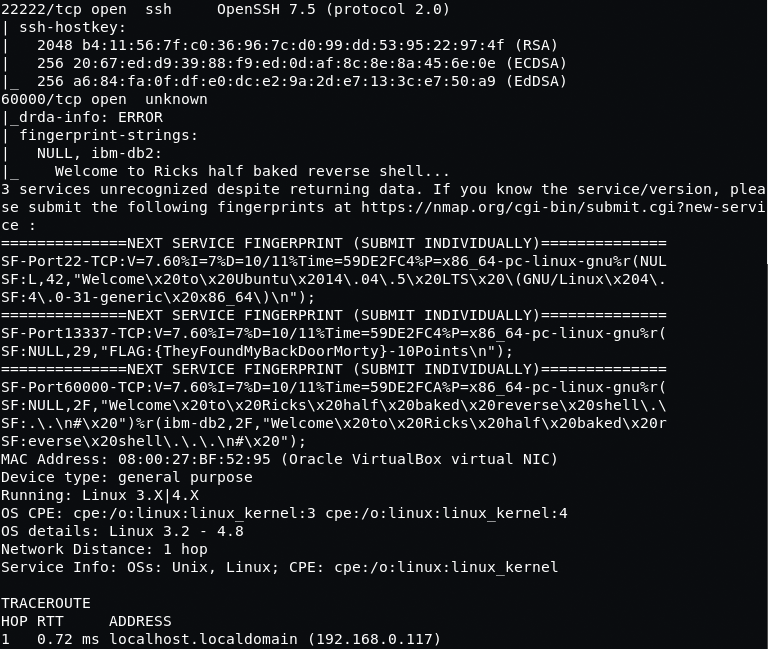 22222/tcp open  ssh     OpenSSH 7.5 (protocol 2.0)
| ssh-hostkey:
|   2048 b4:11:56:7f:c0:36:96:7c:d0:99:dd:53:95:22:97:4f (RSA)
|   256 20:67:ed:d9:39:88:f9:ed:0d:af:8c:8e:8a:45:6e:0e (ECDSA)
|_  256 a6:84:fa:0f:df:e0:dc:e2:9a:2d:e7:13:3c:e7:50:a9 (EdDSA)
60000/tcp open  unknown
|_drda-info: ERROR
| fingerprint-strings:
|   NULL, ibm-db2:
|_    Welcome to Ricks half baked reverse shell...
3 services unrecognized despite returning data. If you know the service/version, plea
se submit the following fingerprints at https://nmap.org/cgi-bin/submit.cgi?new-servi
ce :
==============NEXT SERVICE FINGERPRINT (SUBMIT INDIVIDUALLY)==============
SF-Port22-TCP:V=7.60%I=7%D=10/11%Time=59DE2FC4%P=x86_64-pc-linux-gnu%r(NUL
SF:L,42,"Welcome\x20to\x20Ubuntu\x2014\.04\.5\x20LTS\x20\(GNU/Linux\x204\.
SF:4\.0-31-generic\x20x86_64\)\n");
==============NEXT SERVICE FINGERPRINT (SUBMIT INDIVIDUALLY)==============
SF-Port13337-TCP:V=7.60%I=7%D=10/11%Time=59DE2FC4%P=x86_64-pc-linux-gnu%r(
SF:NULL,29,"FLAG:{TheyFoundMyBackDoorMorty}-10Points\n");
==============NEXT SERVICE FINGERPRINT (SUBMIT INDIVIDUALLY)==============
SF-Port60000-TCP:V=7.60%I=7%D=10/11%Time=59DE2FCA%P=x86_64-pc-linux-gnu%r(
SF:NULL,2F,"Welcome\x20to\x20Ricks\x20half\x20baked\x20reverse\x20shell\.\
SF:.\.\n#\x20")%r(ibm-db2,2F,"Welcome\x20to\x20Ricks\x20half\x20baked\x20r
SF:everse\x20shell\.\.\.\n#\x20");
MAC Address: 08:00:27:BF:52:95 (Oracle VirtualBox virtual NIC)
Device type: general purpose
Running: Linux 3.X|4.X
OS CPE: cpe:/o:linux:linux_kernel:3 cpe:/o:linux:linux_kernel:4
OS details: Linux 3.2 - 4.8
Network Distance: 1 hop
Service Info: OSs: Unix, Linux; CPE: cpe:/o:linux:linux_kernel

TRACEROUTE
HOP RTT     ADDRESS
1   0.72 ms localhost.localdomain (192.168.0.117)